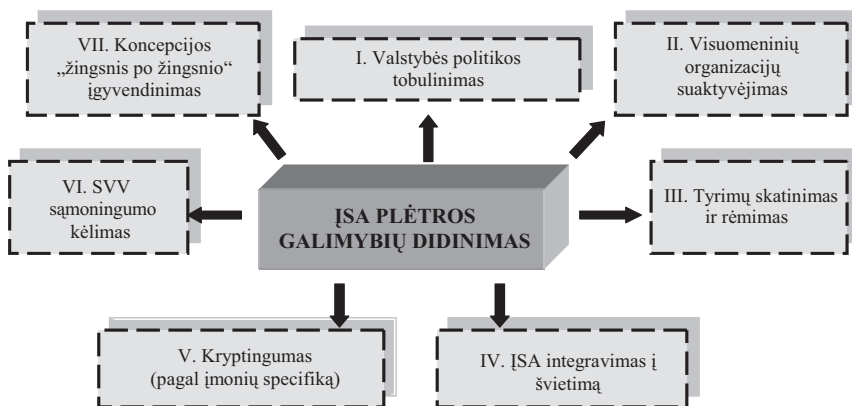 VII. Koncepcijos
„žingsnis po žingsnio“
įgyvendinimas
I. Valstybės politikos
tobulinimas
II. Visuomeninių
organizacijų
suaktyvėjimas
VI. SVV
sąmoningumo
kėlimas
ĮSA PLĖTROS
GALIMYBIŲ DIDINIMAS
III. Tyrimų skatinimas
ir rėmimas
V. Kryptingumas
(pagal įmonių specifiką)
IV. ĮSA integravimas į
švietimą